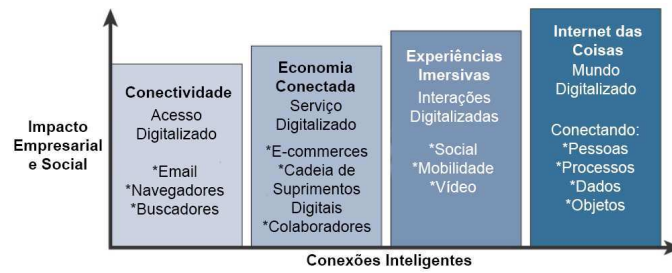 Impacto
Empresarial
e Social
Conectividade
Acesso
Digitalizado
*Email
*Navegadores
*Buscadores
Economia
Conectada
Serviço
Digitalizado
*E-commerces
*Cadeia de
Suprimentos
Digitais
*Colaboradores
Experiências
Imersivas
Interações
Digitalizadas
*Social
*Mobilidade
*Vídeo
Internet das
Coisas
Mundo
Digitalizado
Conectando:
*Pessoas
*Processos
*Dados
*Objetos
Conexões Inteligentes